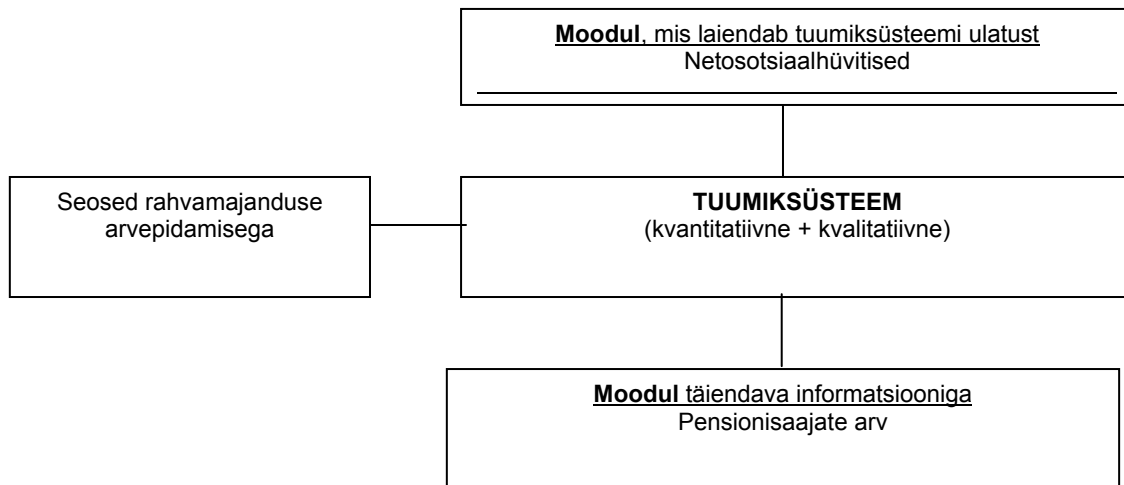 Moodul, mis laiendab tuumiksüsteemi ulatust
Netosotsiaalhüvitised
Seosed rahvamajanduse
arvepidamisega
TUUMIKSÜSTEEM
(kvantitatiivne + kvalitatiivne)
Moodul täiendava informatsiooniga
Pensionisaajate arv